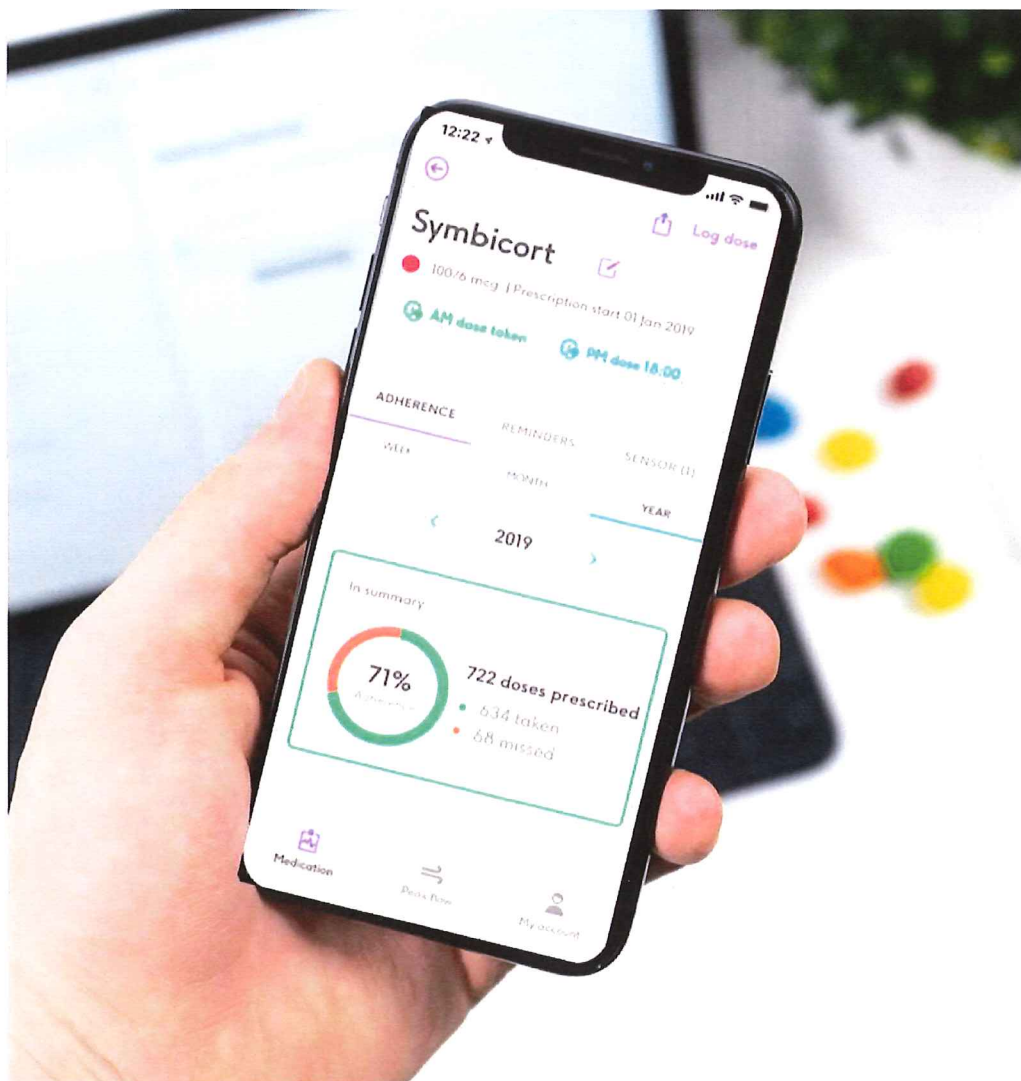 12:22
Log dose
Symbicort
100/6 mcg | Prescription start 01 Jan 2019
AM dose taken
PM dose 18:00
ADHERENCE
REMINDERS
SENSOR (1)
WEEK
MONTH
YEAR
2019
In summary
71%
Adherence
722 doses prescribed
634 taken
68 missed
Medication
Peak flow
My account